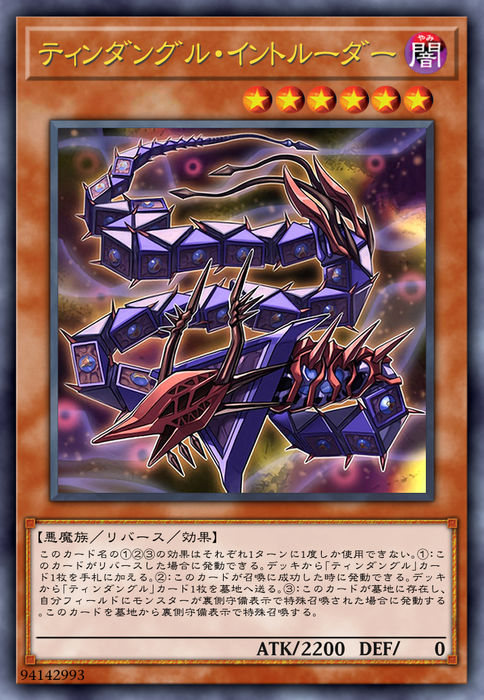 ティンダングル・イントルーダー
やみ
闇
【悪魔族／リバース／効果】
このカード名の①②③の効果はそれぞれ1ターンに1度しか使用できない。①：こ
のカードがリバースした場合に発動できる。デッキから「ティンダングル」カー
ド1枚を手札に加える。②：このカードが召喚に成功した時に発動できる。デッキ
から「ティンダングル」カード1枚を墓地へ送る。③：このカードが墓地に存在し、
自分フィールドにモンスターが裏側守備表示で特殊召喚された場合に発動する
。このカードを墓地から裏側守備表示で特殊召喚する。
ATK/2200 DEF/ 0
94142993